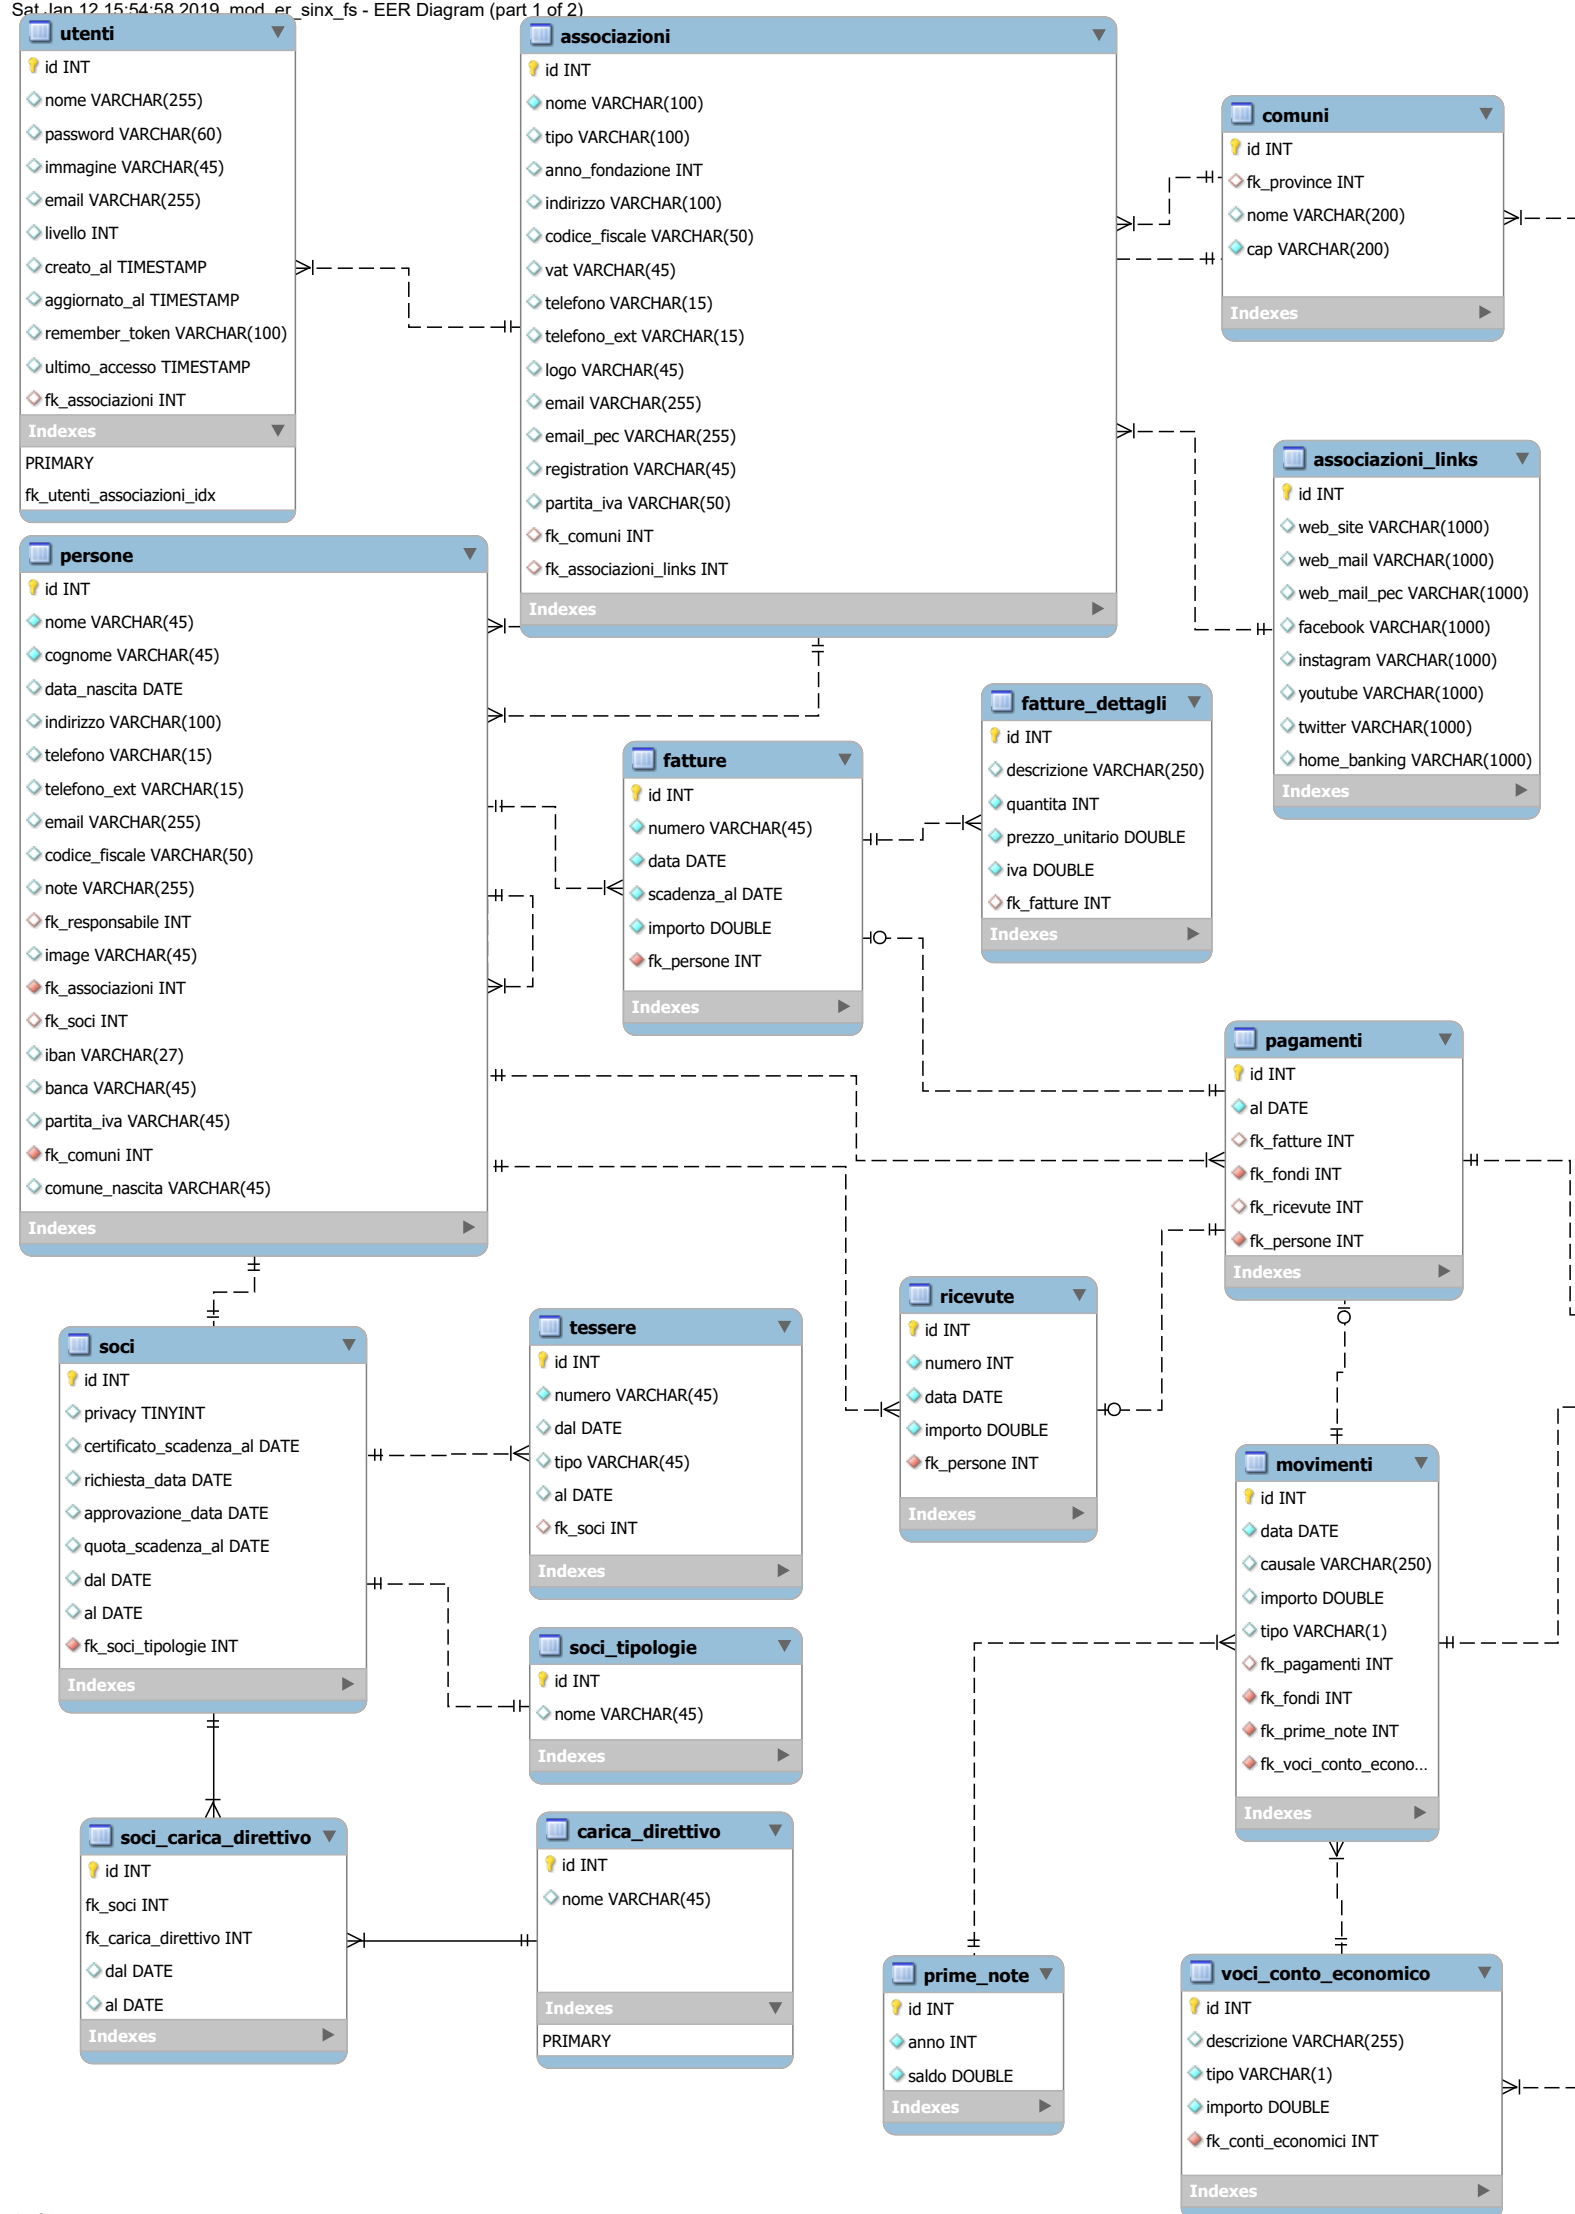 Sat Jan 12 15:54:58 2019, mod_er_sinx_fs - EER Diagram (part 1 of 2)
utenti
id INT
nome VARCHAR(255)
password VARCHAR(60)
immagine VARCHAR(45)
email VARCHAR(255)
livello INT
creato_al TIMESTAMP
aggiornato_al TIMESTAMP
remember_token VARCHAR(100)
ultimo_accesso TIMESTAMP
fk_associazioni INT
Indexes
PRIMARY
fk_utenti_associazioni_idx
associazioni
id INT
nome VARCHAR(100)
tipo VARCHAR(100)
anno_fondazione INT
indirizzo VARCHAR(100)
codice_fiscale VARCHAR(50)
vat VARCHAR(45)
telefono VARCHAR(15)
telefono_ext VARCHAR(15)
logo VARCHAR(45)
email VARCHAR(255)
email_pec VARCHAR(255)
registration VARCHAR(45)
partita_iva VARCHAR(50)
fk_comuni INT
fk_associazioni_links INT
Indexes
comuni
id INT
fk_province INT
nome VARCHAR(200)
cap VARCHAR(200)
Indexes
associazioni_links
id INT
web_site VARCHAR(1000)
web_mail VARCHAR(1000)
web_mail_pec VARCHAR(1000)
facebook VARCHAR(1000)
instagram VARCHAR(1000)
youtube VARCHAR(1000)
twitter VARCHAR(1000)
home_banking VARCHAR(1000)
Indexes
persone
id INT
nome VARCHAR(45)
cognome VARCHAR(45)
data_nascita DATE
indirizzo VARCHAR(100)
telefono VARCHAR(15)
telefono_ext VARCHAR(15)
email VARCHAR(255)
codice_fiscale VARCHAR(50)
note VARCHAR(255)
fk_responsabile INT
image VARCHAR(45)
fk_associazioni INT
fk_soci INT
iban VARCHAR(27)
banca VARCHAR(45)
partita_iva VARCHAR(45)
fk_comuni INT
comune_nascita VARCHAR(45)
Indexes
fatture
id INT
numero VARCHAR(45)
data DATE
scadenza_al DATE
importo DOUBLE
fk_persone INT
Indexes
fatture_dettagli
id INT
descrizione VARCHAR(250)
quantita INT
prezzo_unitario DOUBLE
iva DOUBLE
fk_fatture INT
Indexes
pagamenti
id INT
al DATE
fk_fatture INT
fk_fondi INT
fk_ricevute INT
fk_persone INT
Indexes
ricevute
id INT
numero INT
data DATE
importo DOUBLE
fk_persone INT
Indexes
soci
id INT
privacy TINYINT
certificato_scadenza_al DATE
richiesta_data DATE
approvazione_data DATE
quota_scadenza_al DATE
dal DATE
al DATE
fk_soci_tipologie INT
Indexes
tessere
id INT
numero VARCHAR(45)
dal DATE
tipo VARCHAR(45)
al DATE
fk_soci INT
Indexes
soci_tipologie
id INT
nome VARCHAR(45)
Indexes
movimenti
id INT
data DATE
causale VARCHAR(250)
importo DOUBLE
tipo VARCHAR(1)
fk_pagamenti INT
fk_fondi INT
fk_prime_note INT
fk_voci_conto_econo...
Indexes
soci_carica_direttivo
id INT
fk_soci INT
fk_carica_direttivo INT
dal DATE
al DATE
Indexes
carica_direttivo
id INT
nome VARCHAR(45)
Indexes
PRIMARY
prime_note
id INT
anno INT
saldo DOUBLE
Indexes
voci_conto_economico
id INT
descrizione VARCHAR(255)
tipo VARCHAR(1)
importo DOUBLE
fk_conti_economici INT
Indexes